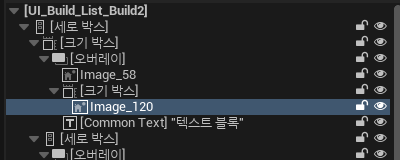 [UI_Build_List_Build2]
[세로 박스]
[크기 박스]
[오버레이]
Image_58
[크기 박스]
Image_120
[Common Text] "텍스트 블록"
[세로 박스]
[오버레이]